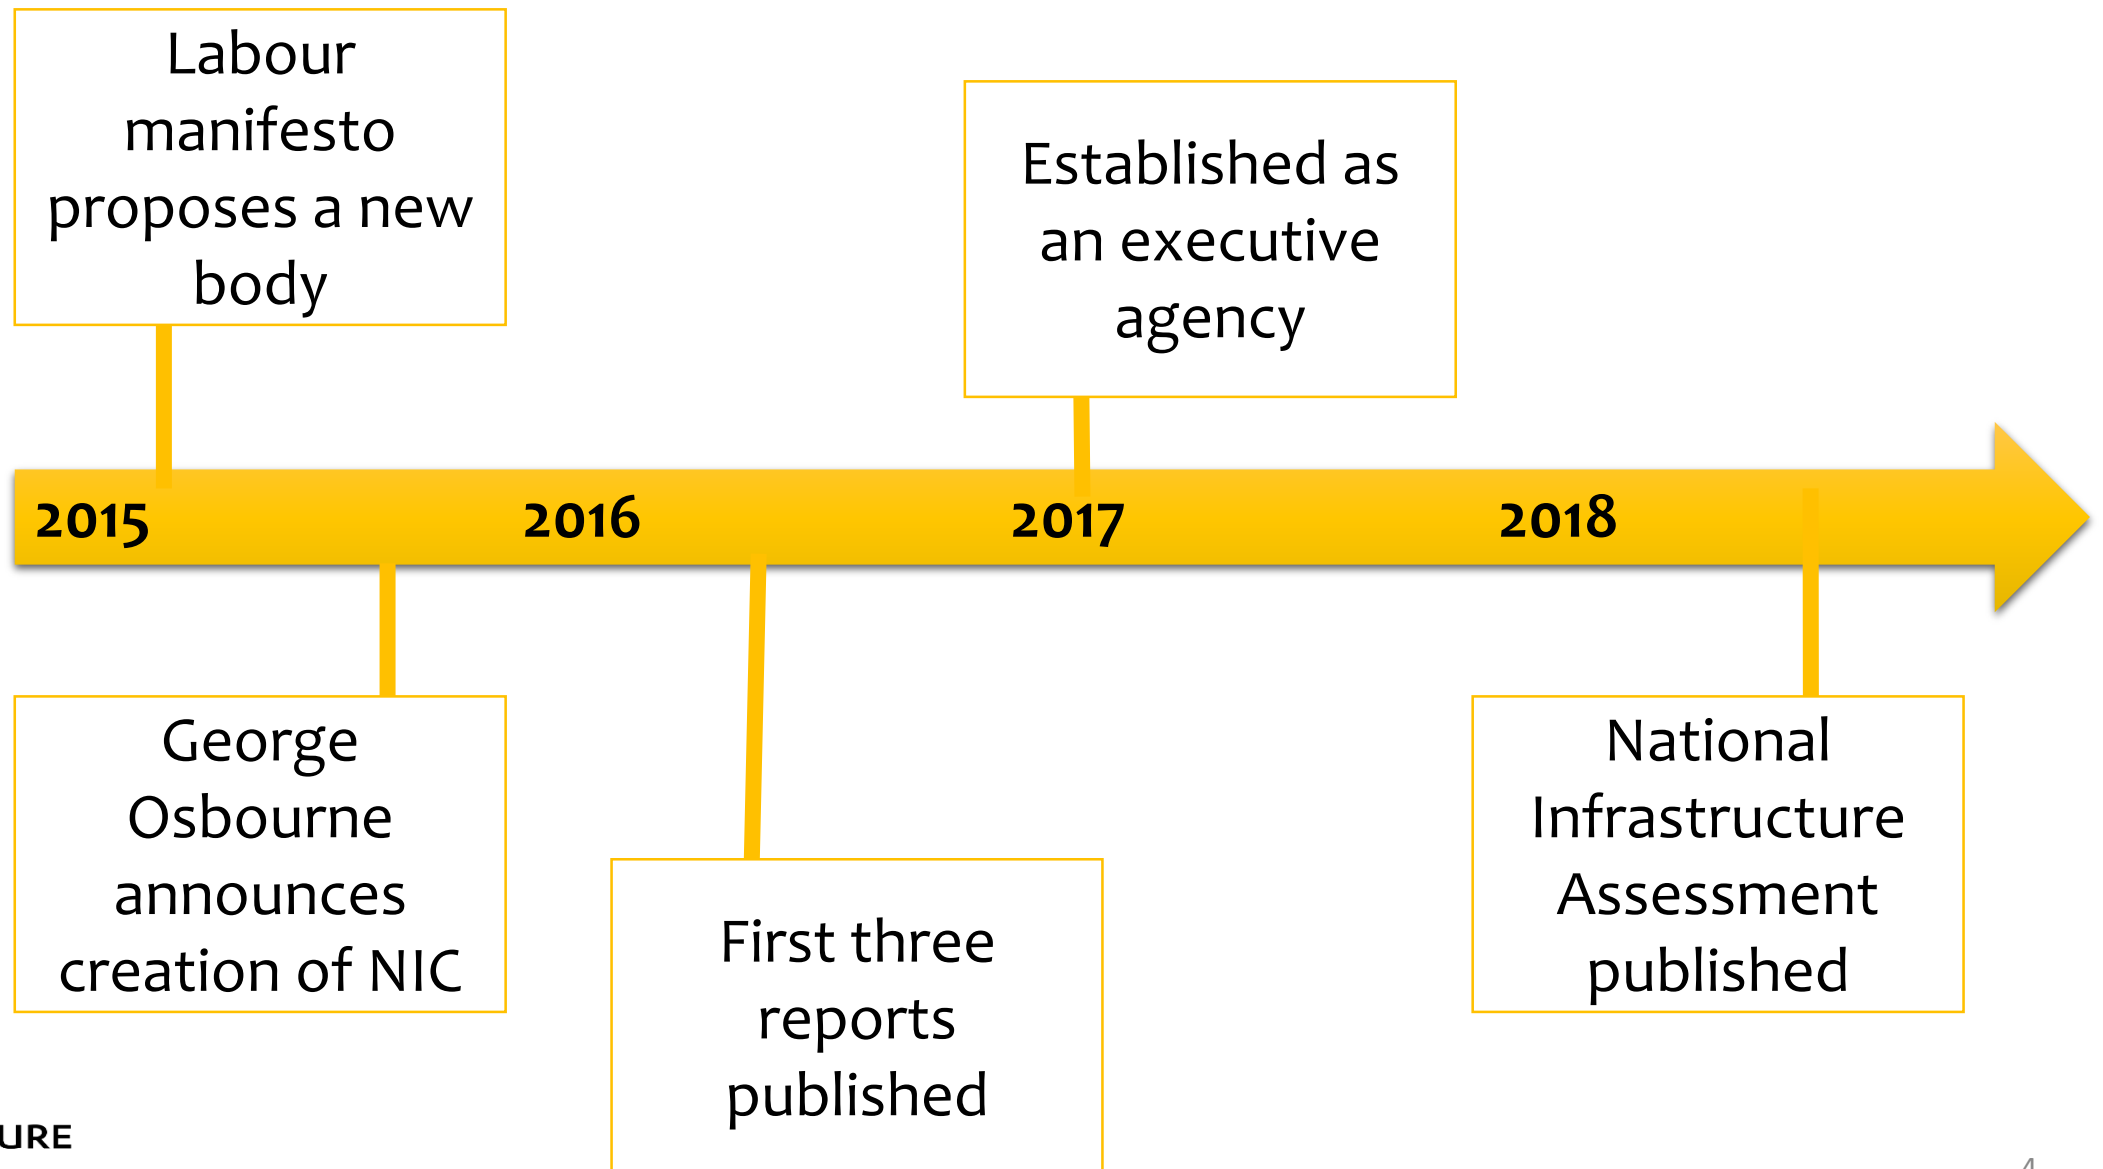 Labour
manifesto
proposes a new
body
Established as
an executive
agency
2015 2016 2017 2018
George
Osbourne
announces
creation of NIC
First three
reports
published
National
Infrastructure
Assessment
published
URE
4